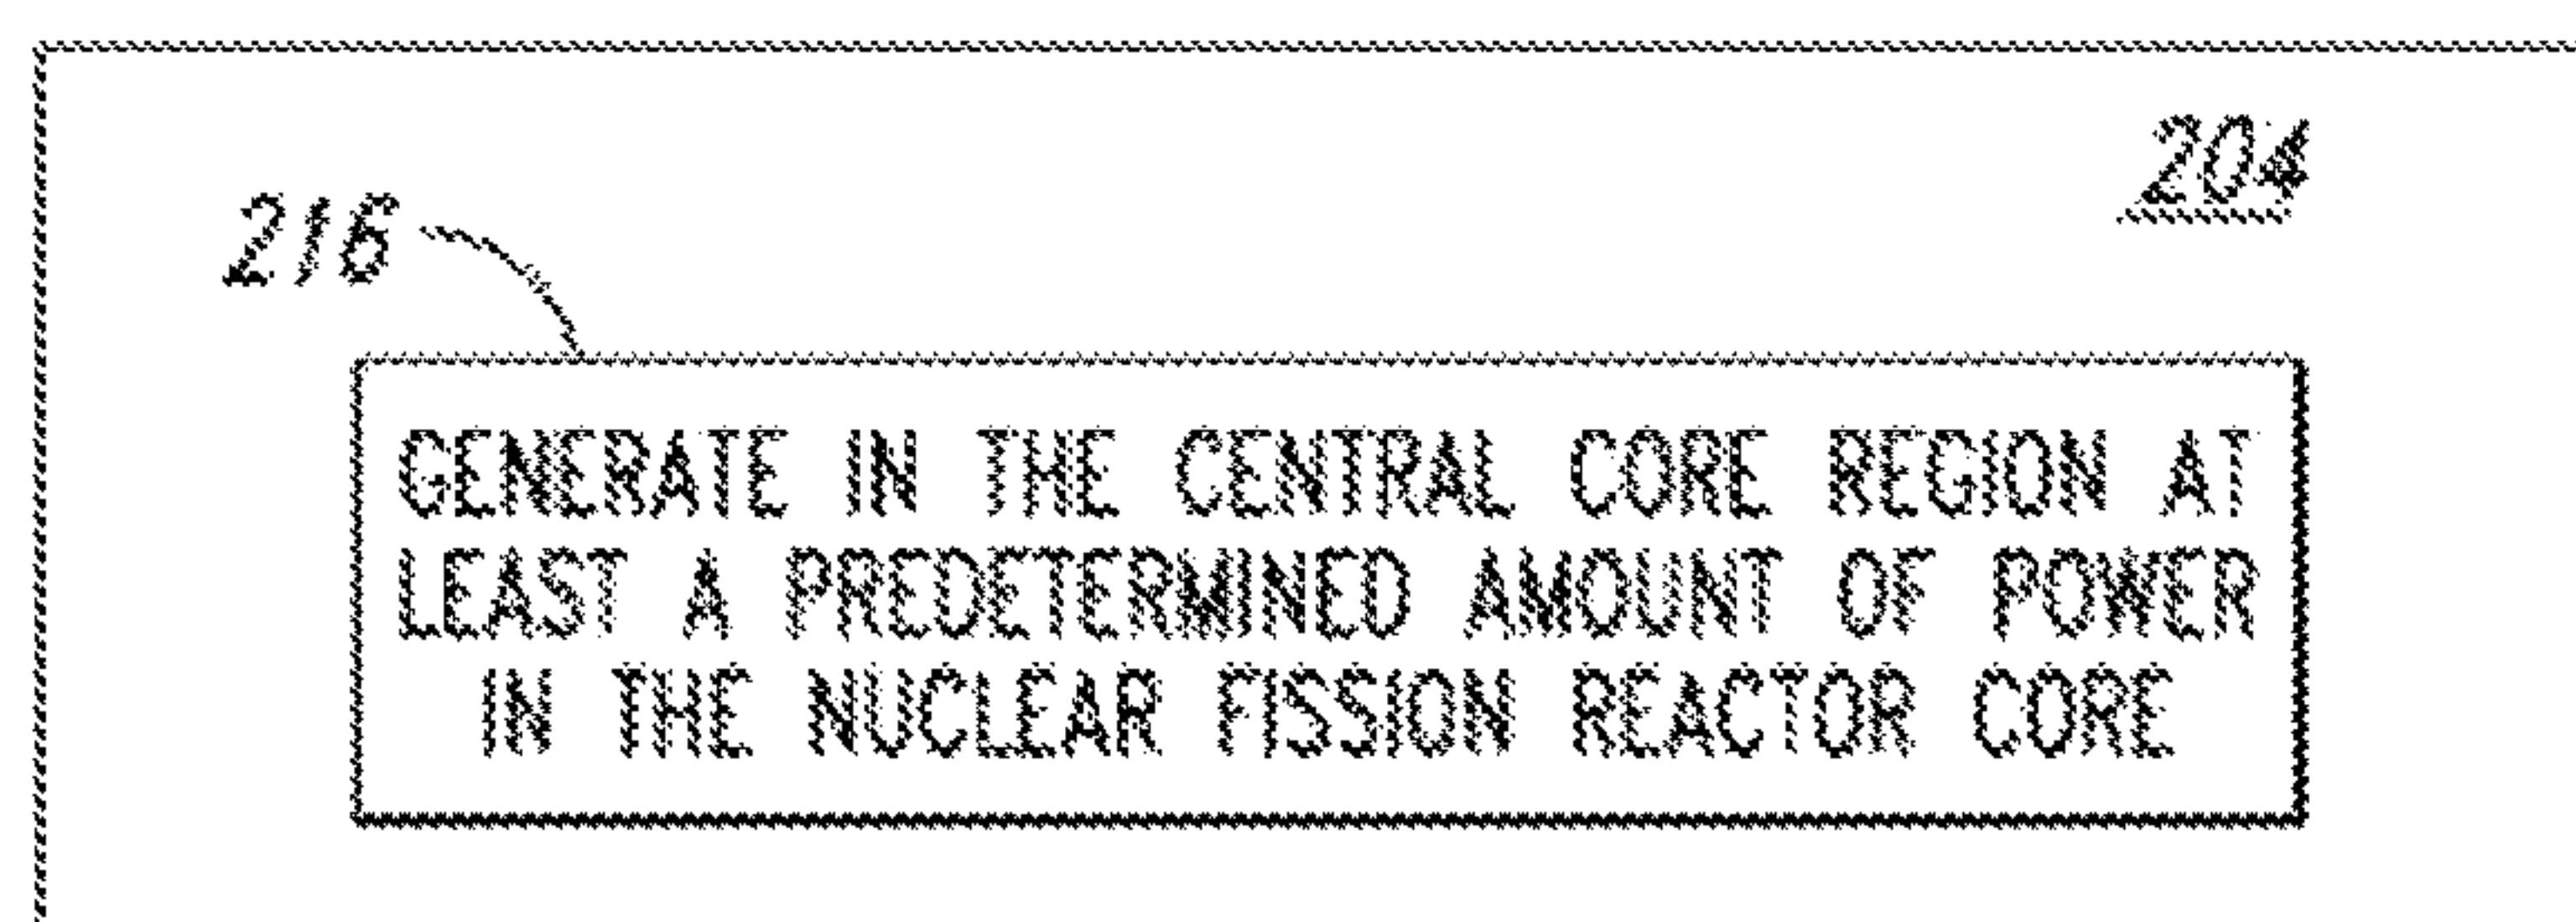 204
216
GENERATE IN THE CENTRAL CORE REGION AT
LEAST A PREDETERMINED AMOUNT OF POWER
IN THE NUCLEAR FISSION REACTOR CORE